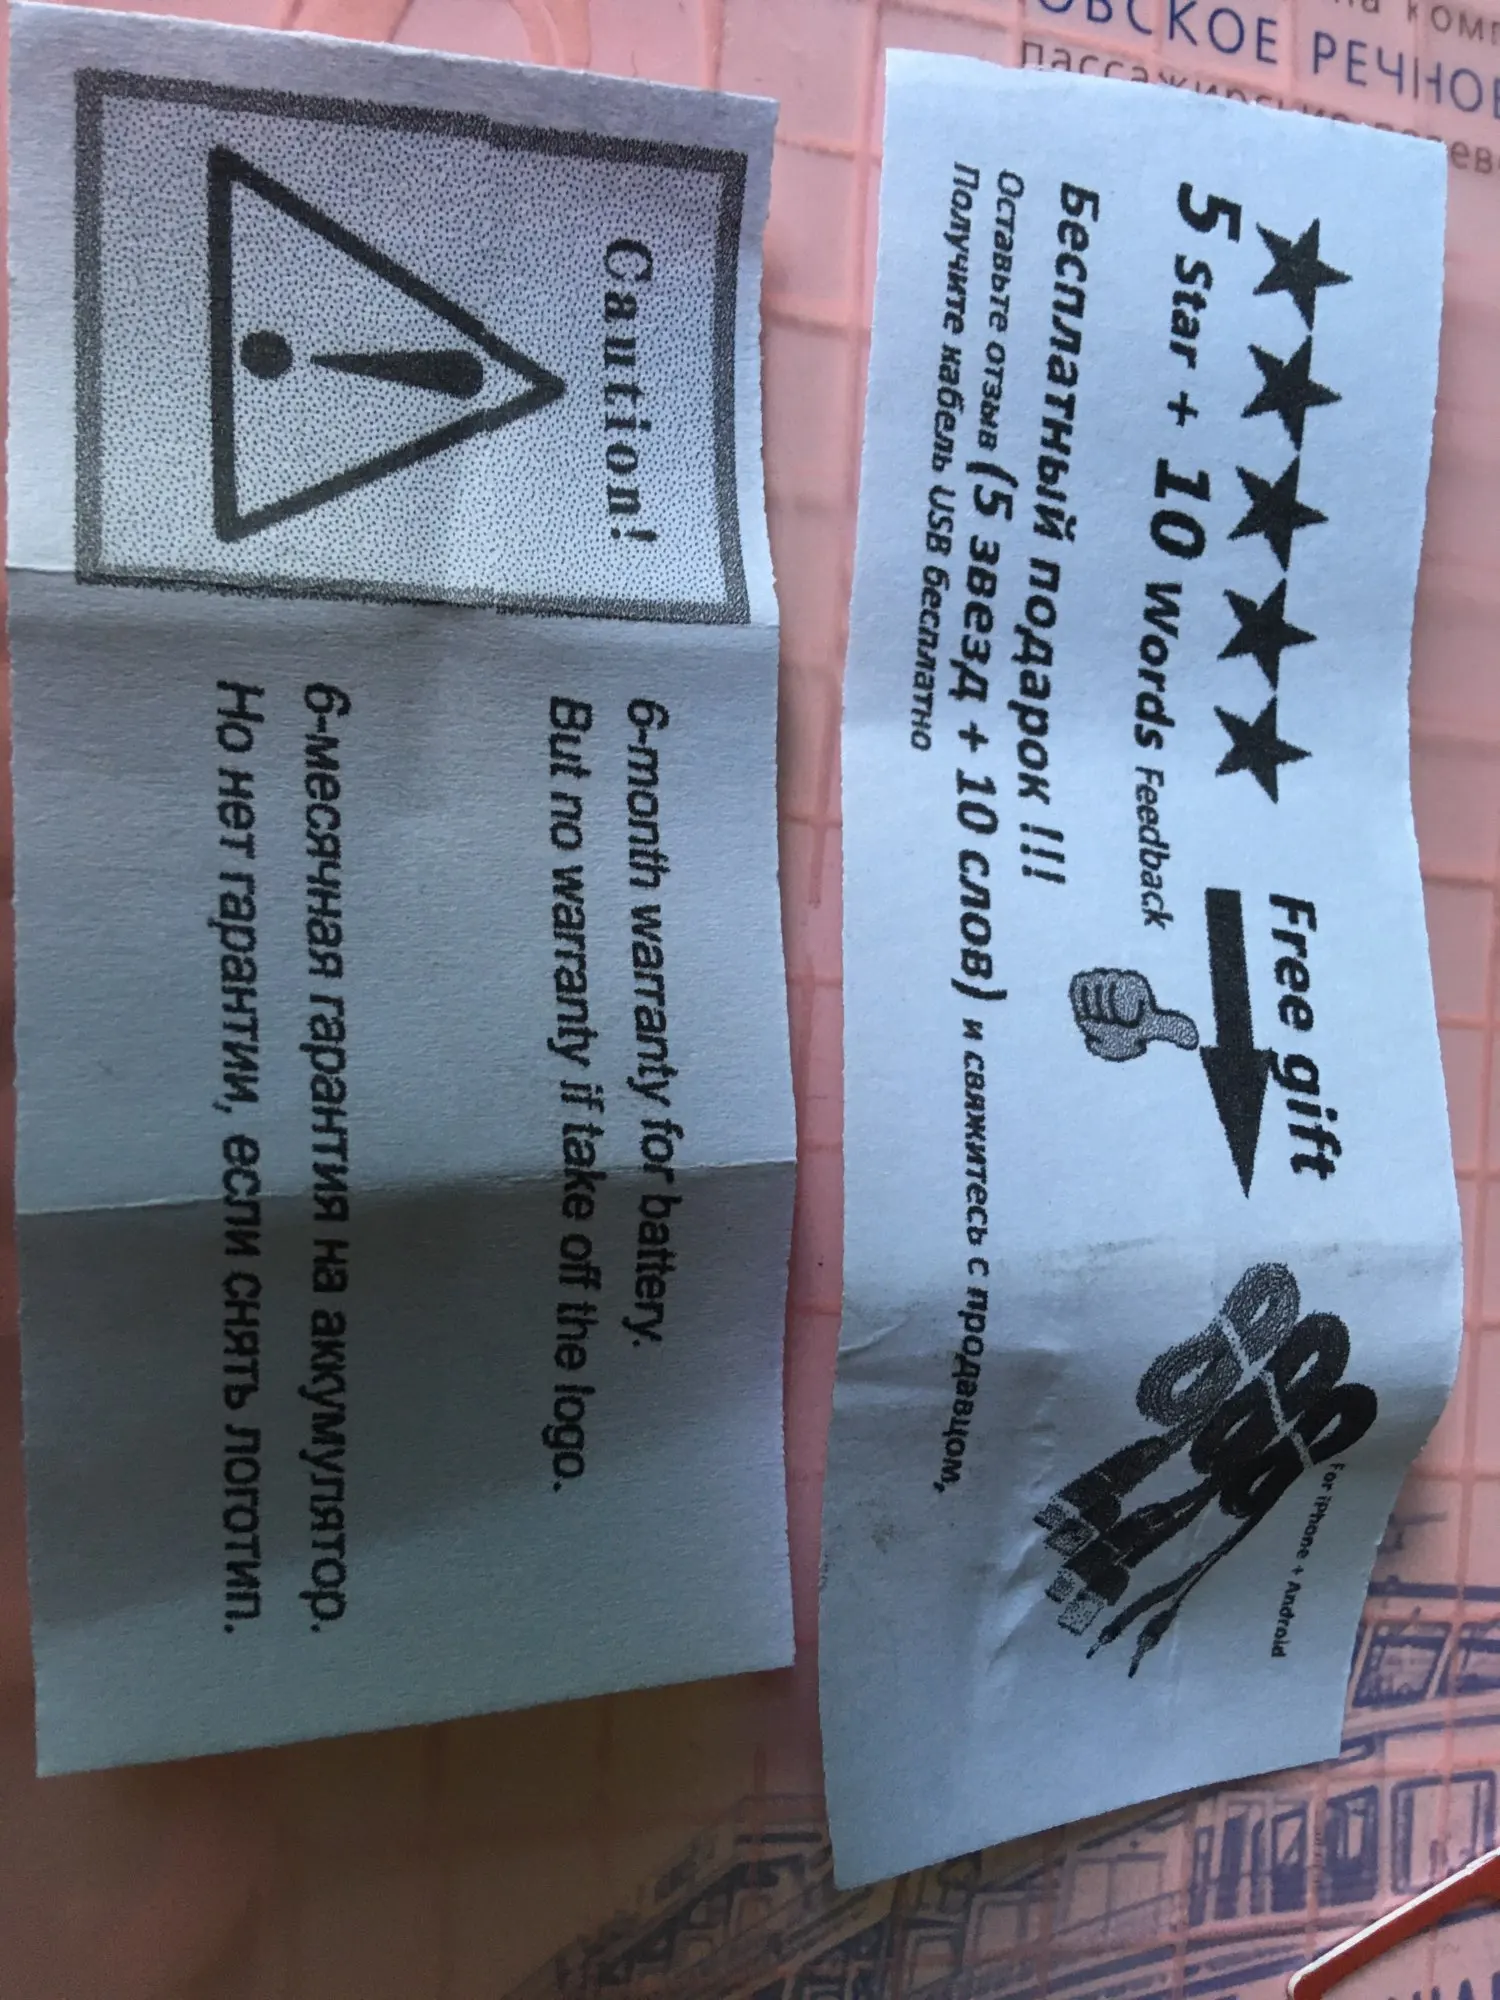 ★★★★★ Free gift
For iPhone + Android
5 Star + 10 Words Feedback
Бесплатный подарок !!!
Оставьте отзыв (5 звезд + 10 слов) и свяжитесь с продавцом,
Получите кабель USB бесплатно
Caution!
6-month warranty for battery.
But no warranty if take off the logo.
6-месячная гарантия на аккумулятор.
Но нет гарантии, если снять логотип.
ОВСКОЕ РЕЧНОЕ